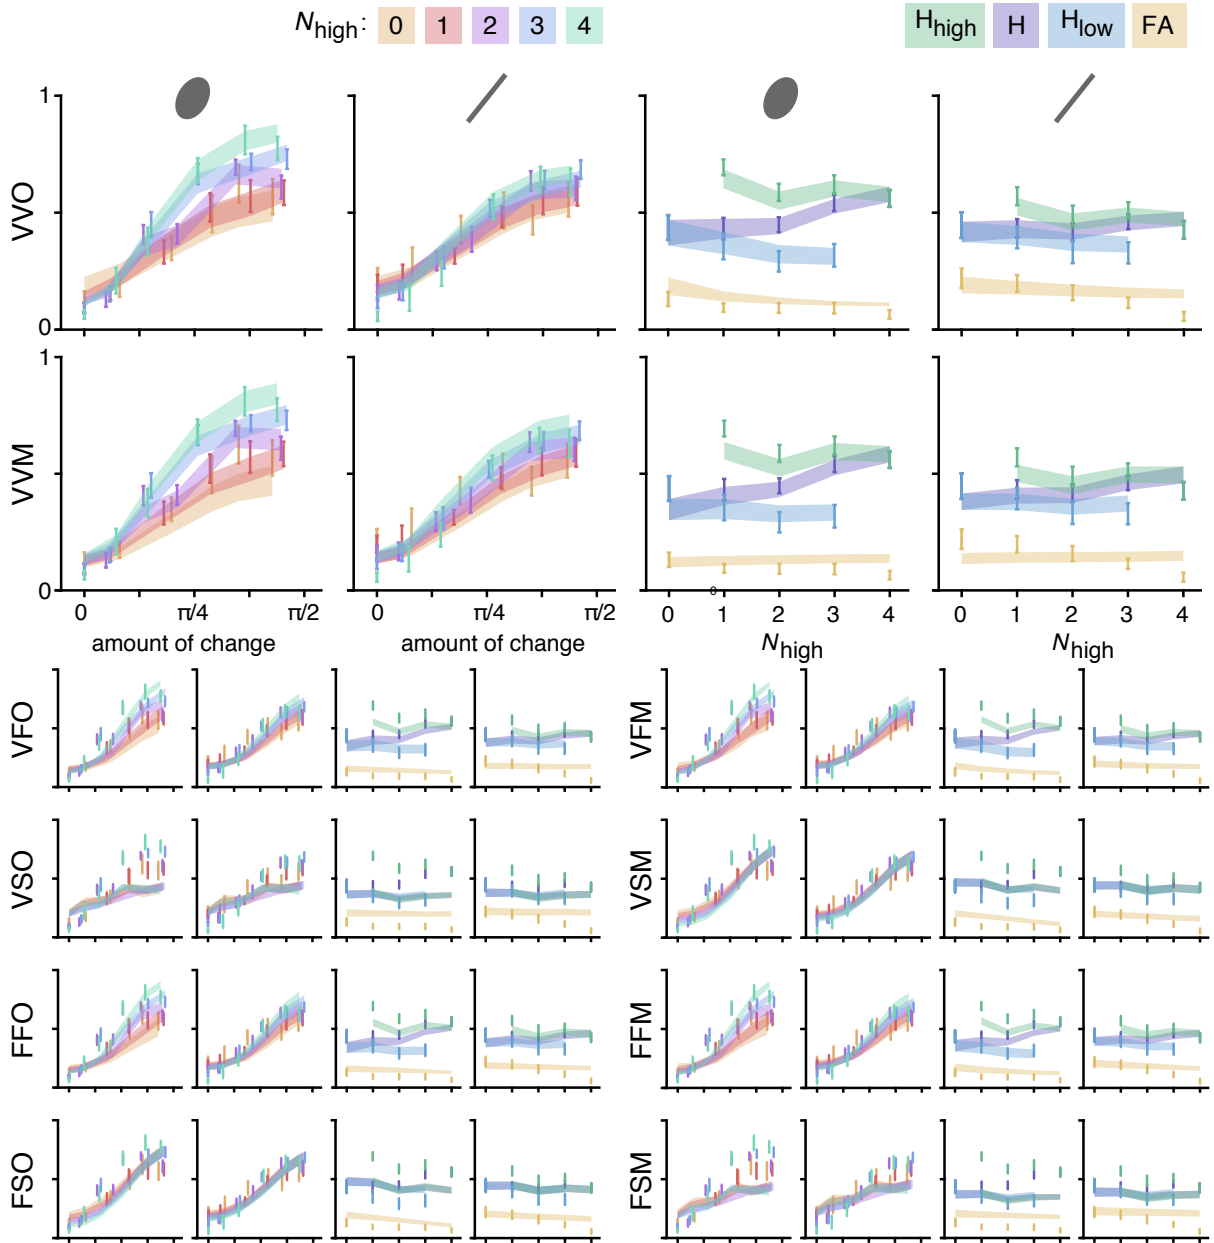 N_high: 0 1 2 3 4
H_high H H_low FA
VVO
1
0
VVM
1
0
0 π/4 π/2
π/4 π/2
0
0 1 2 3 4
0 1 2 3 4
amount of change
amount of change
N_high
N_high
VFO
VFM
VSO
VSM
FFO
FFM
FSO
FSM